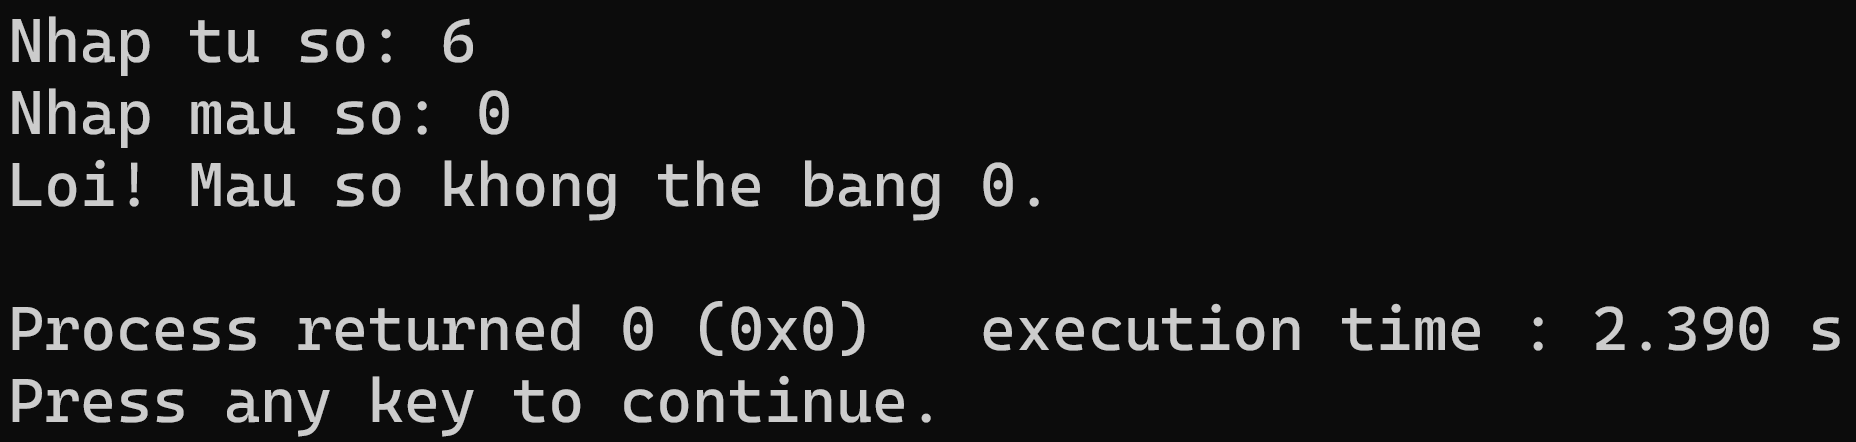 Nhap tu so: 6
Nhap mau so: 0
Loi! Mau so khong the bang 0.
Process returned 0 (0x0)   execution time : 2.390 s
Press any key to continue.